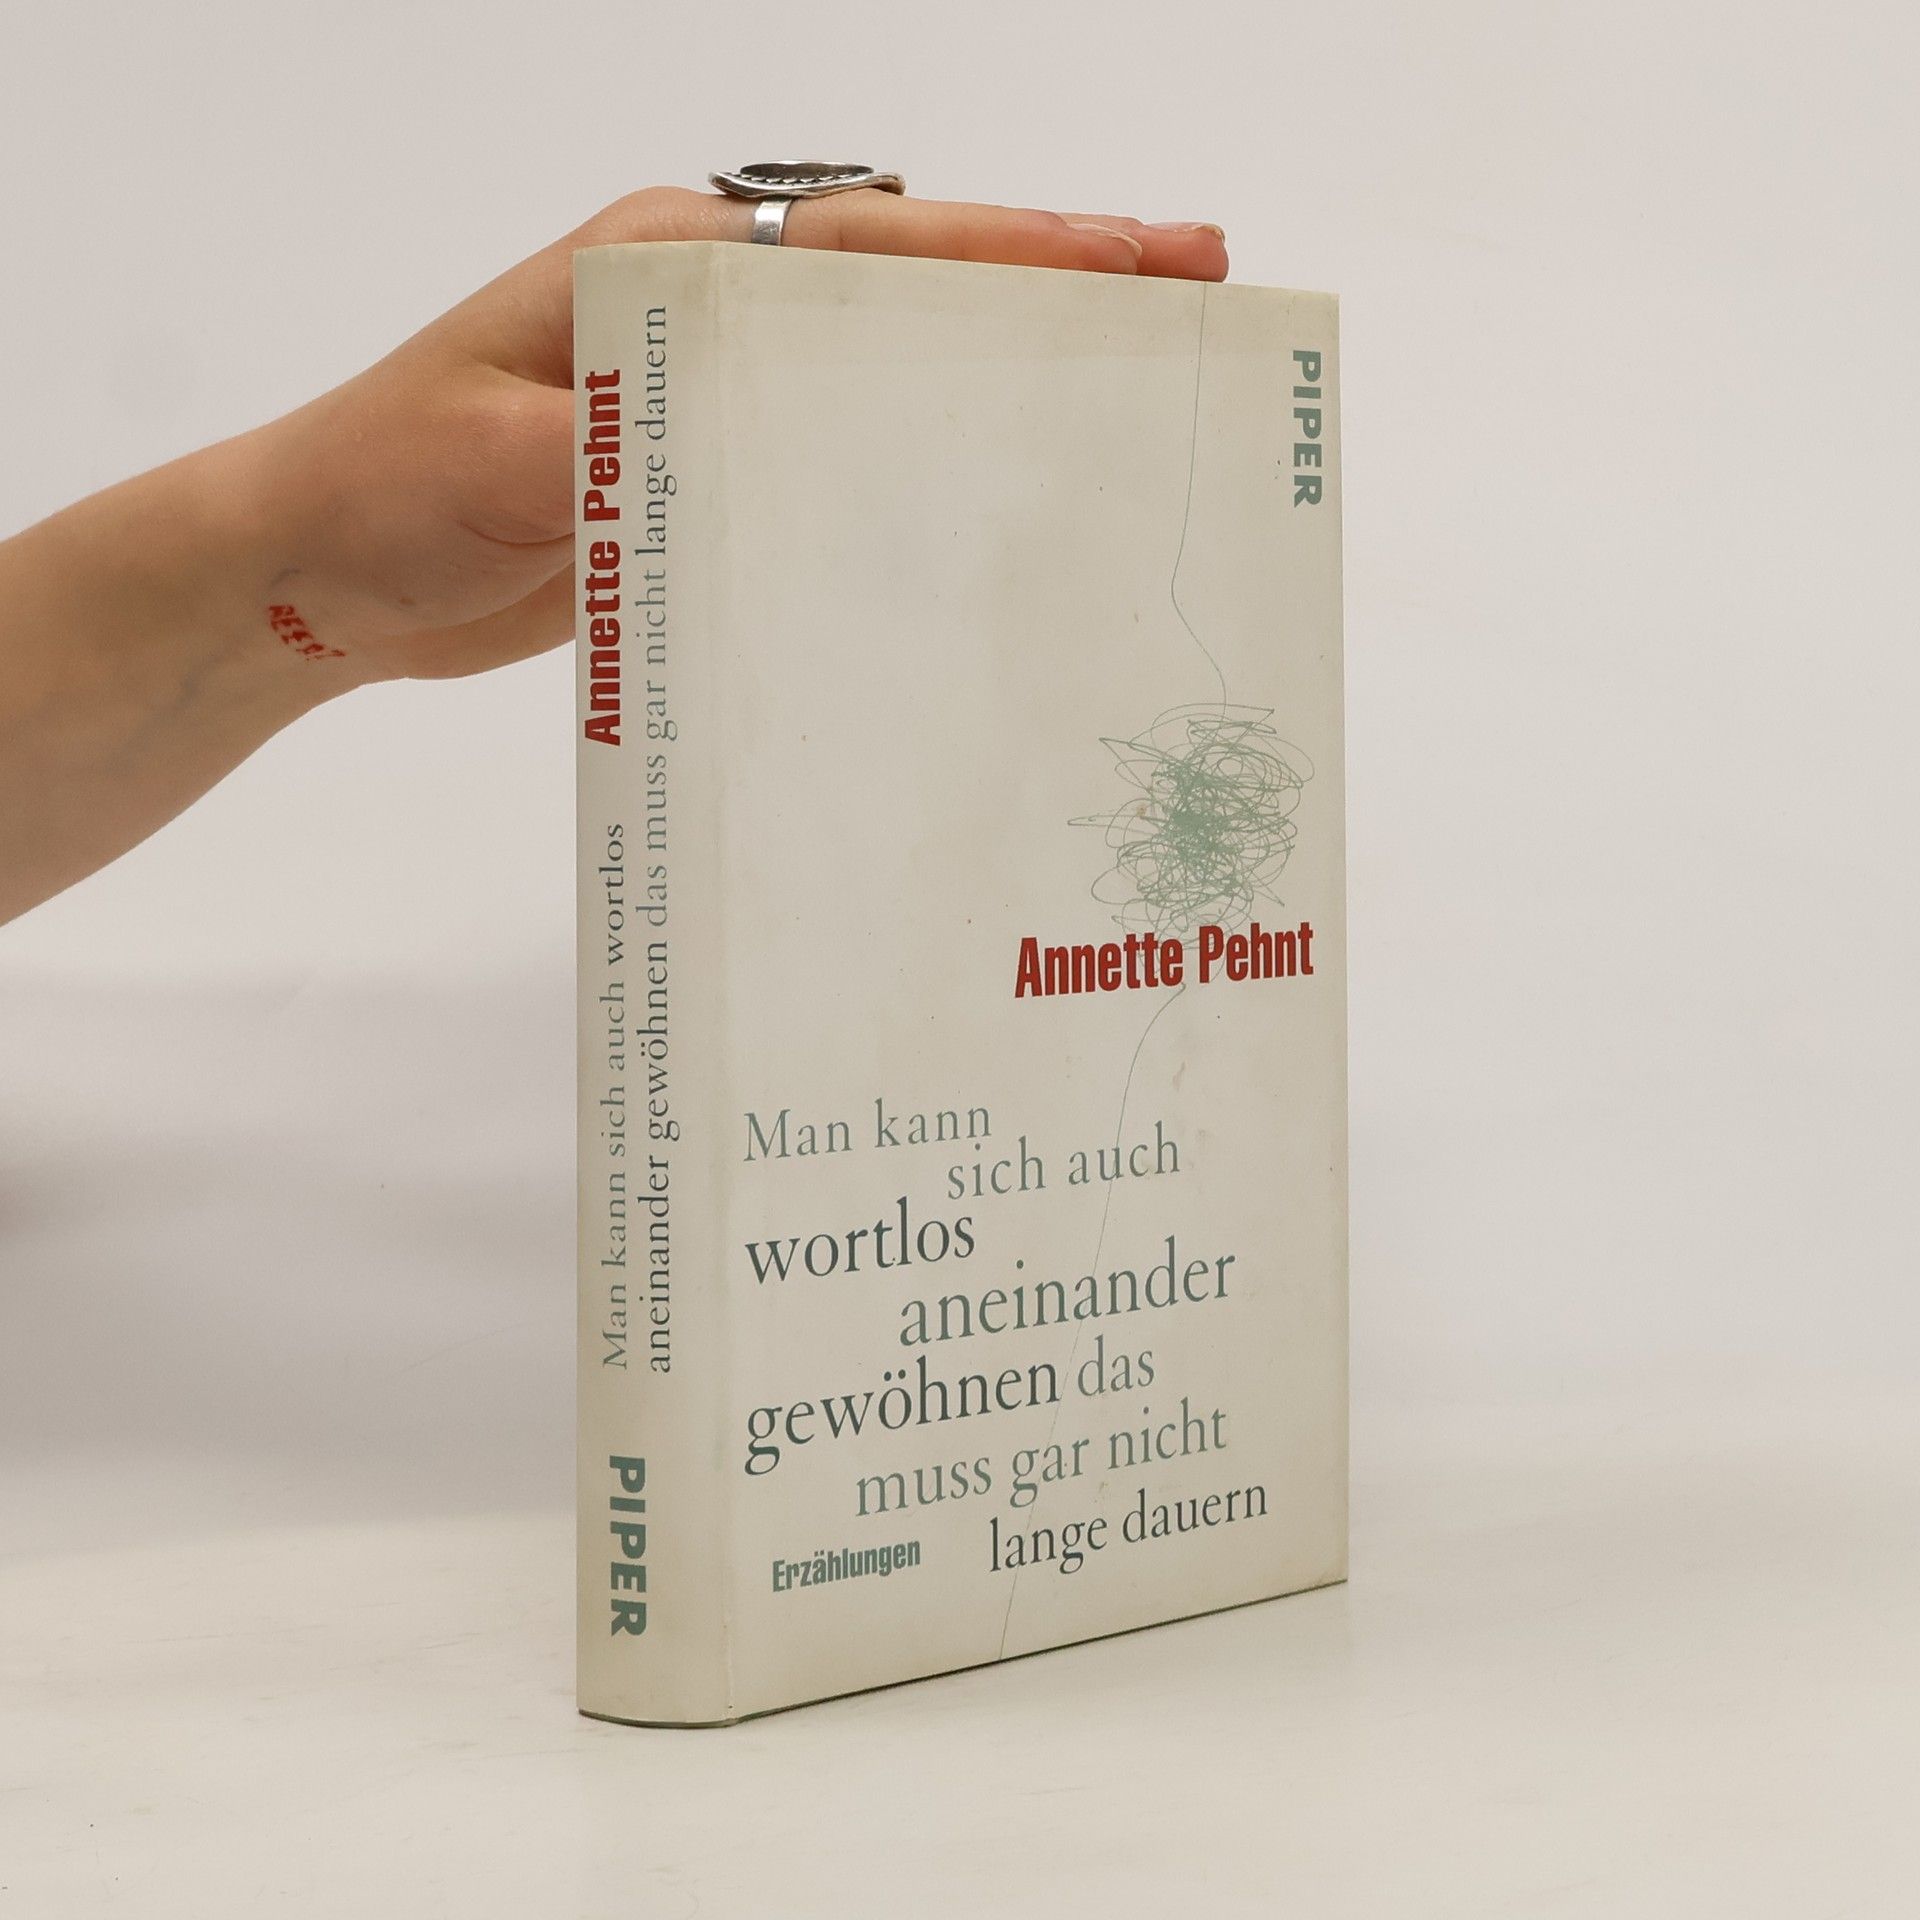 Annette Pehnt
Man kann sich auch wortlos
aneinander gewöhnen das muss gar nicht lange dauern
PIPER
PIPER
Annette Pehnt
Man kann
sich auch
wortlos
aneinander
gewöhnen das
muss gar nicht
lange dauern
Erzählungen